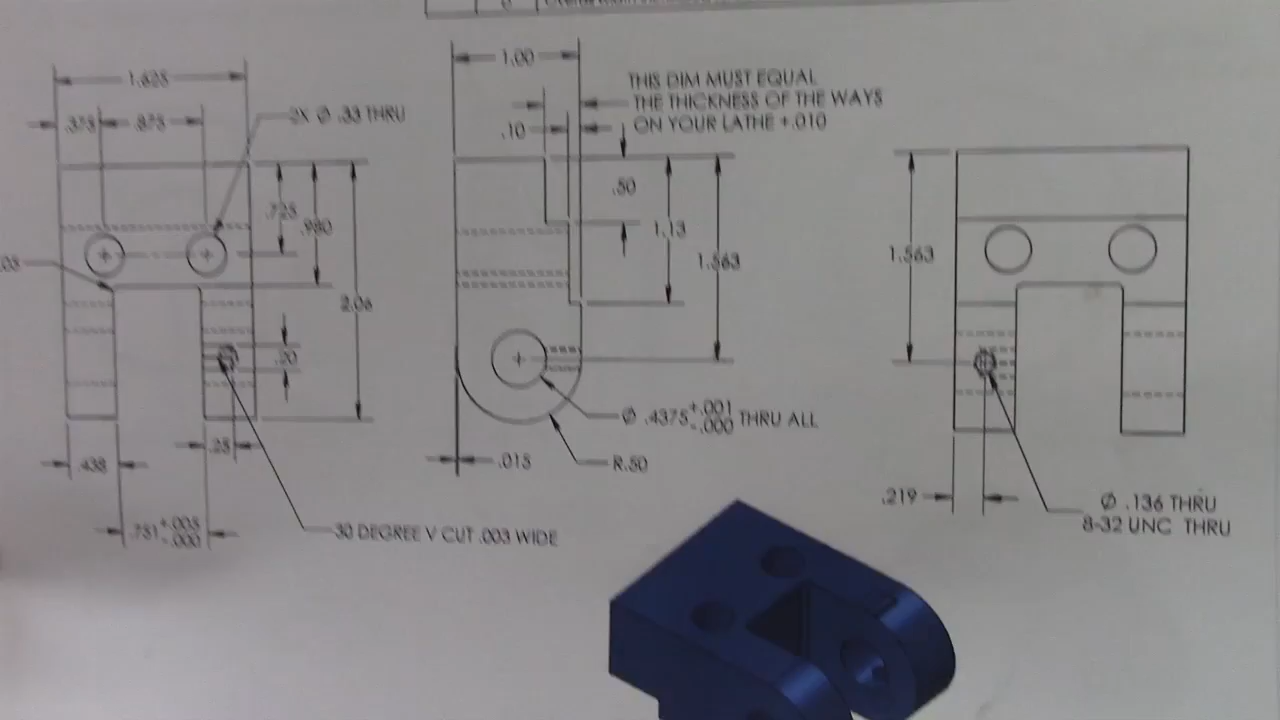 1.625
.375
.875
2X Ø .33 THRU
.725
.980
2.06
.03
.20
.25
.438
.751 +.005 -.000
30 DEGREE V CUT .003 WIDE
1.00
THIS DIM MUST EQUAL
THE THICKNESS OF THE WAYS
ON YOUR LATHE +.010
.10
.50
1.13
1.563
Ø .4375 +.001 -.000 THRU ALL
.015
R.50
1.563
.219
Ø .136 THRU
8-32 UNC THRU